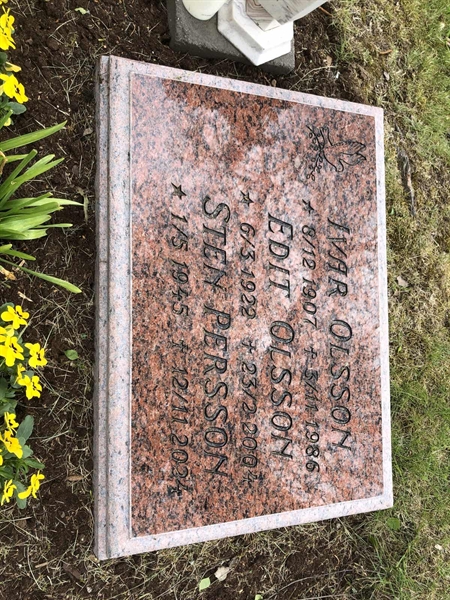 IVAR OLSSON
* 8/12 1907 + 3/11 1986
EDIT OLSSON
* 6/3 1922 + 23/2 2004
STEN PERSSON
* 1/5 1945 + 12/11 2024